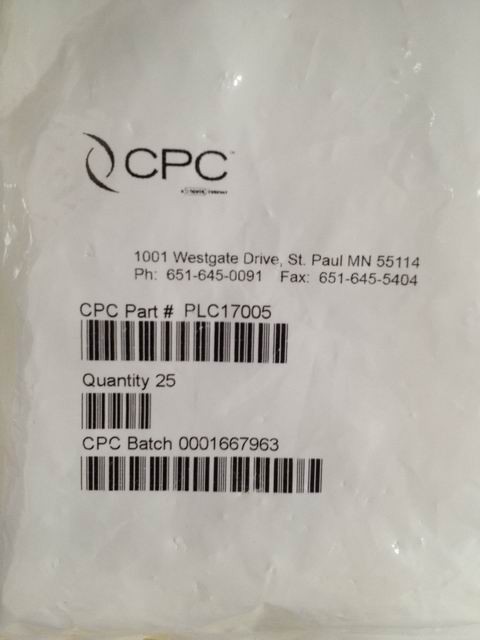 CPC™
1001 Westgate Drive, St. Paul MN 55114
Ph: 651-645-0091 Fax: 651-645-5404
CPC Part # PLC17005
Quantity 25
CPC Batch 0001667963